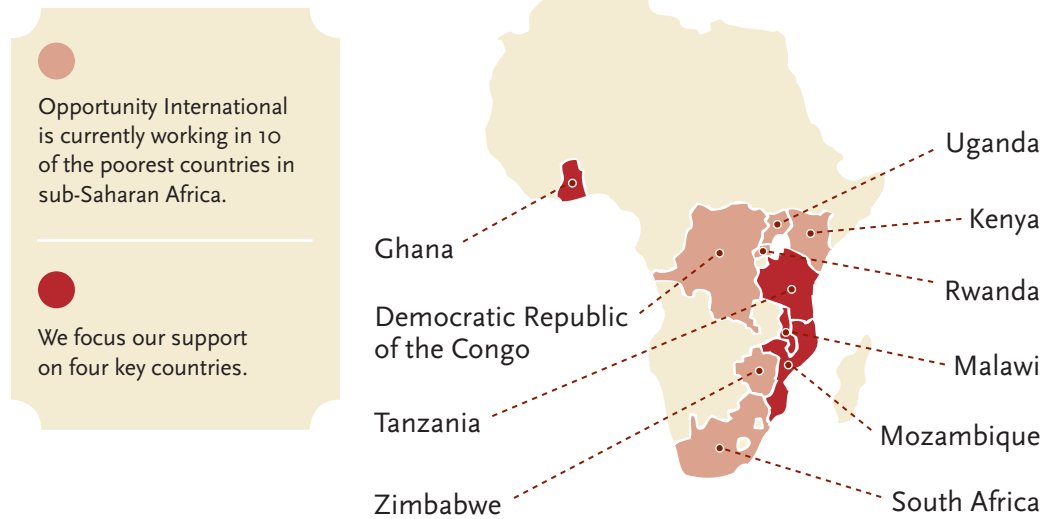 Opportunity International
is currently working in 10
of the poorest countries in
sub-Saharan Africa.
We focus our support
on four key countries.
Ghana
Democratic Republic
of the Congo
Tanzania
Zimbabwe
Uganda
Kenya
Rwanda
Malawi
Mozambique
South Africa